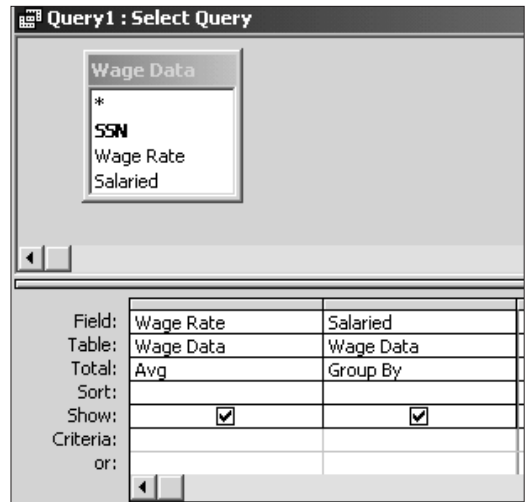 Query1 : Select Query
Wage Data
*
SSN
Wage Rate
Salaried
Field: Wage Rate Salaried
Table: Wage Data Wage Data
Total: Avg Group By
Sort:
Show:
Criteria:
or: